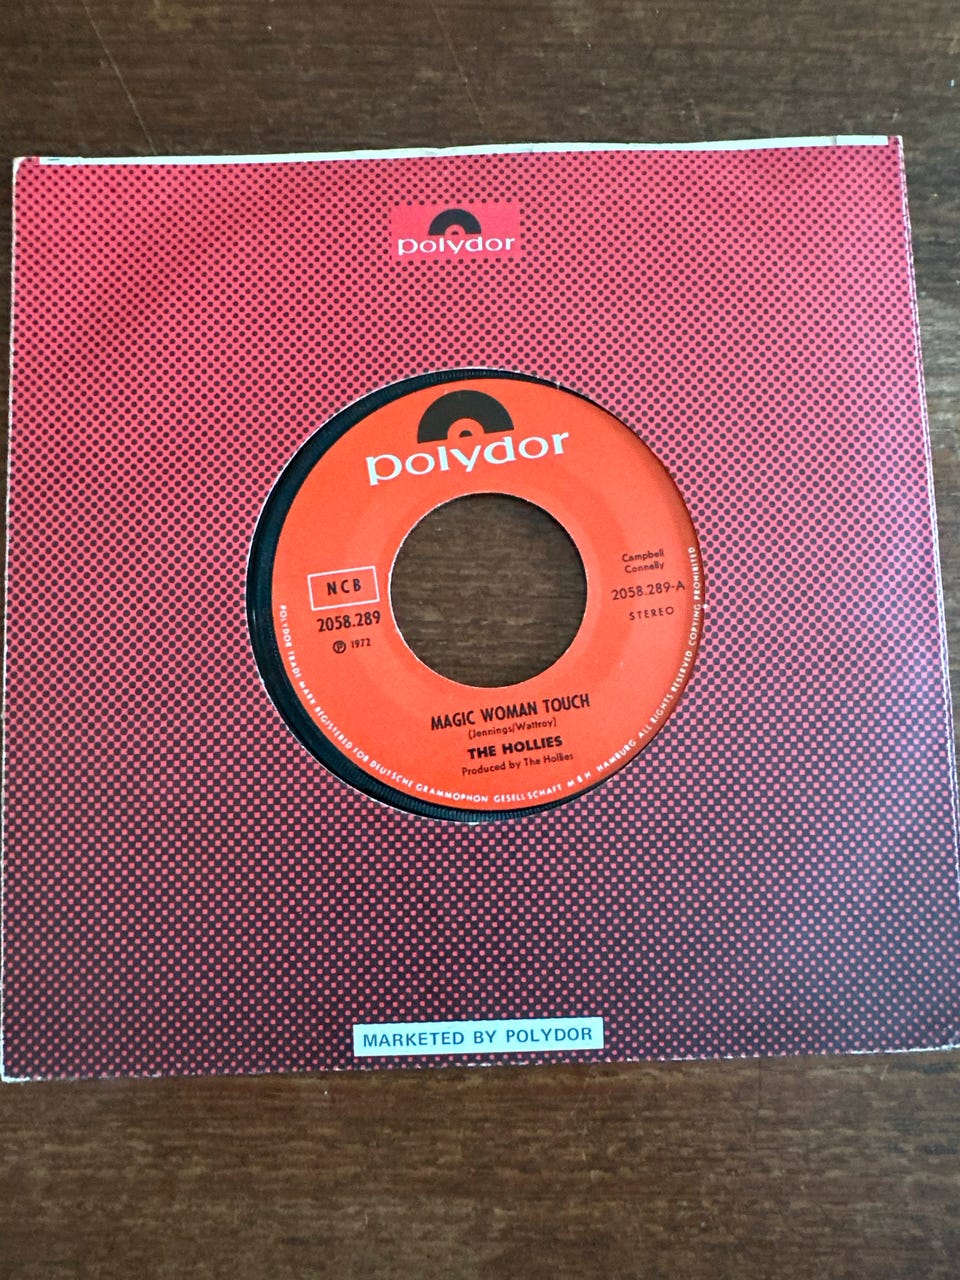 polydor
polydor
NCB
2058.289
℗ 1972
Campbell
Connelly
2058.289-A
STEREO
MAGIC WOMAN TOUCH
(Jennings/Wattroy)
THE HOLLIES
Produced by The Hollies
POLYDOR TRADE MARK REGISTERED FOR DEUTSCHE GRAMMOPHON GESELLSCHAFT MBH HAMBURG ALL RIGHTS RESERVED COPYING PROHIBITED
MARKETED BY POLYDOR